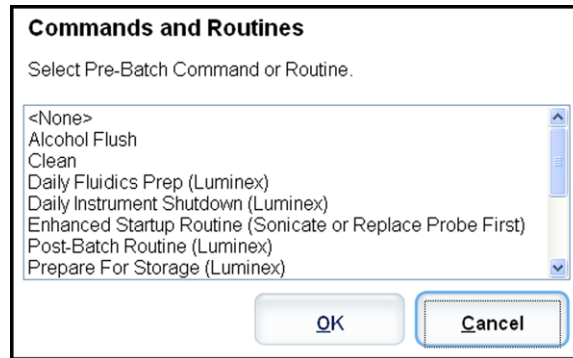 Commands and Routines
Select Pre-Batch Command or Routine.
<None>
Alcohol Flush
Clean
Daily Fluidics Prep (Luminex)
Daily Instrument Shutdown (Luminex)
Enhanced Startup Routine (Sonicate or Replace Probe First)
Post-Batch Routine (Luminex)
Prepare For Storage (Luminex)
OK Cancel